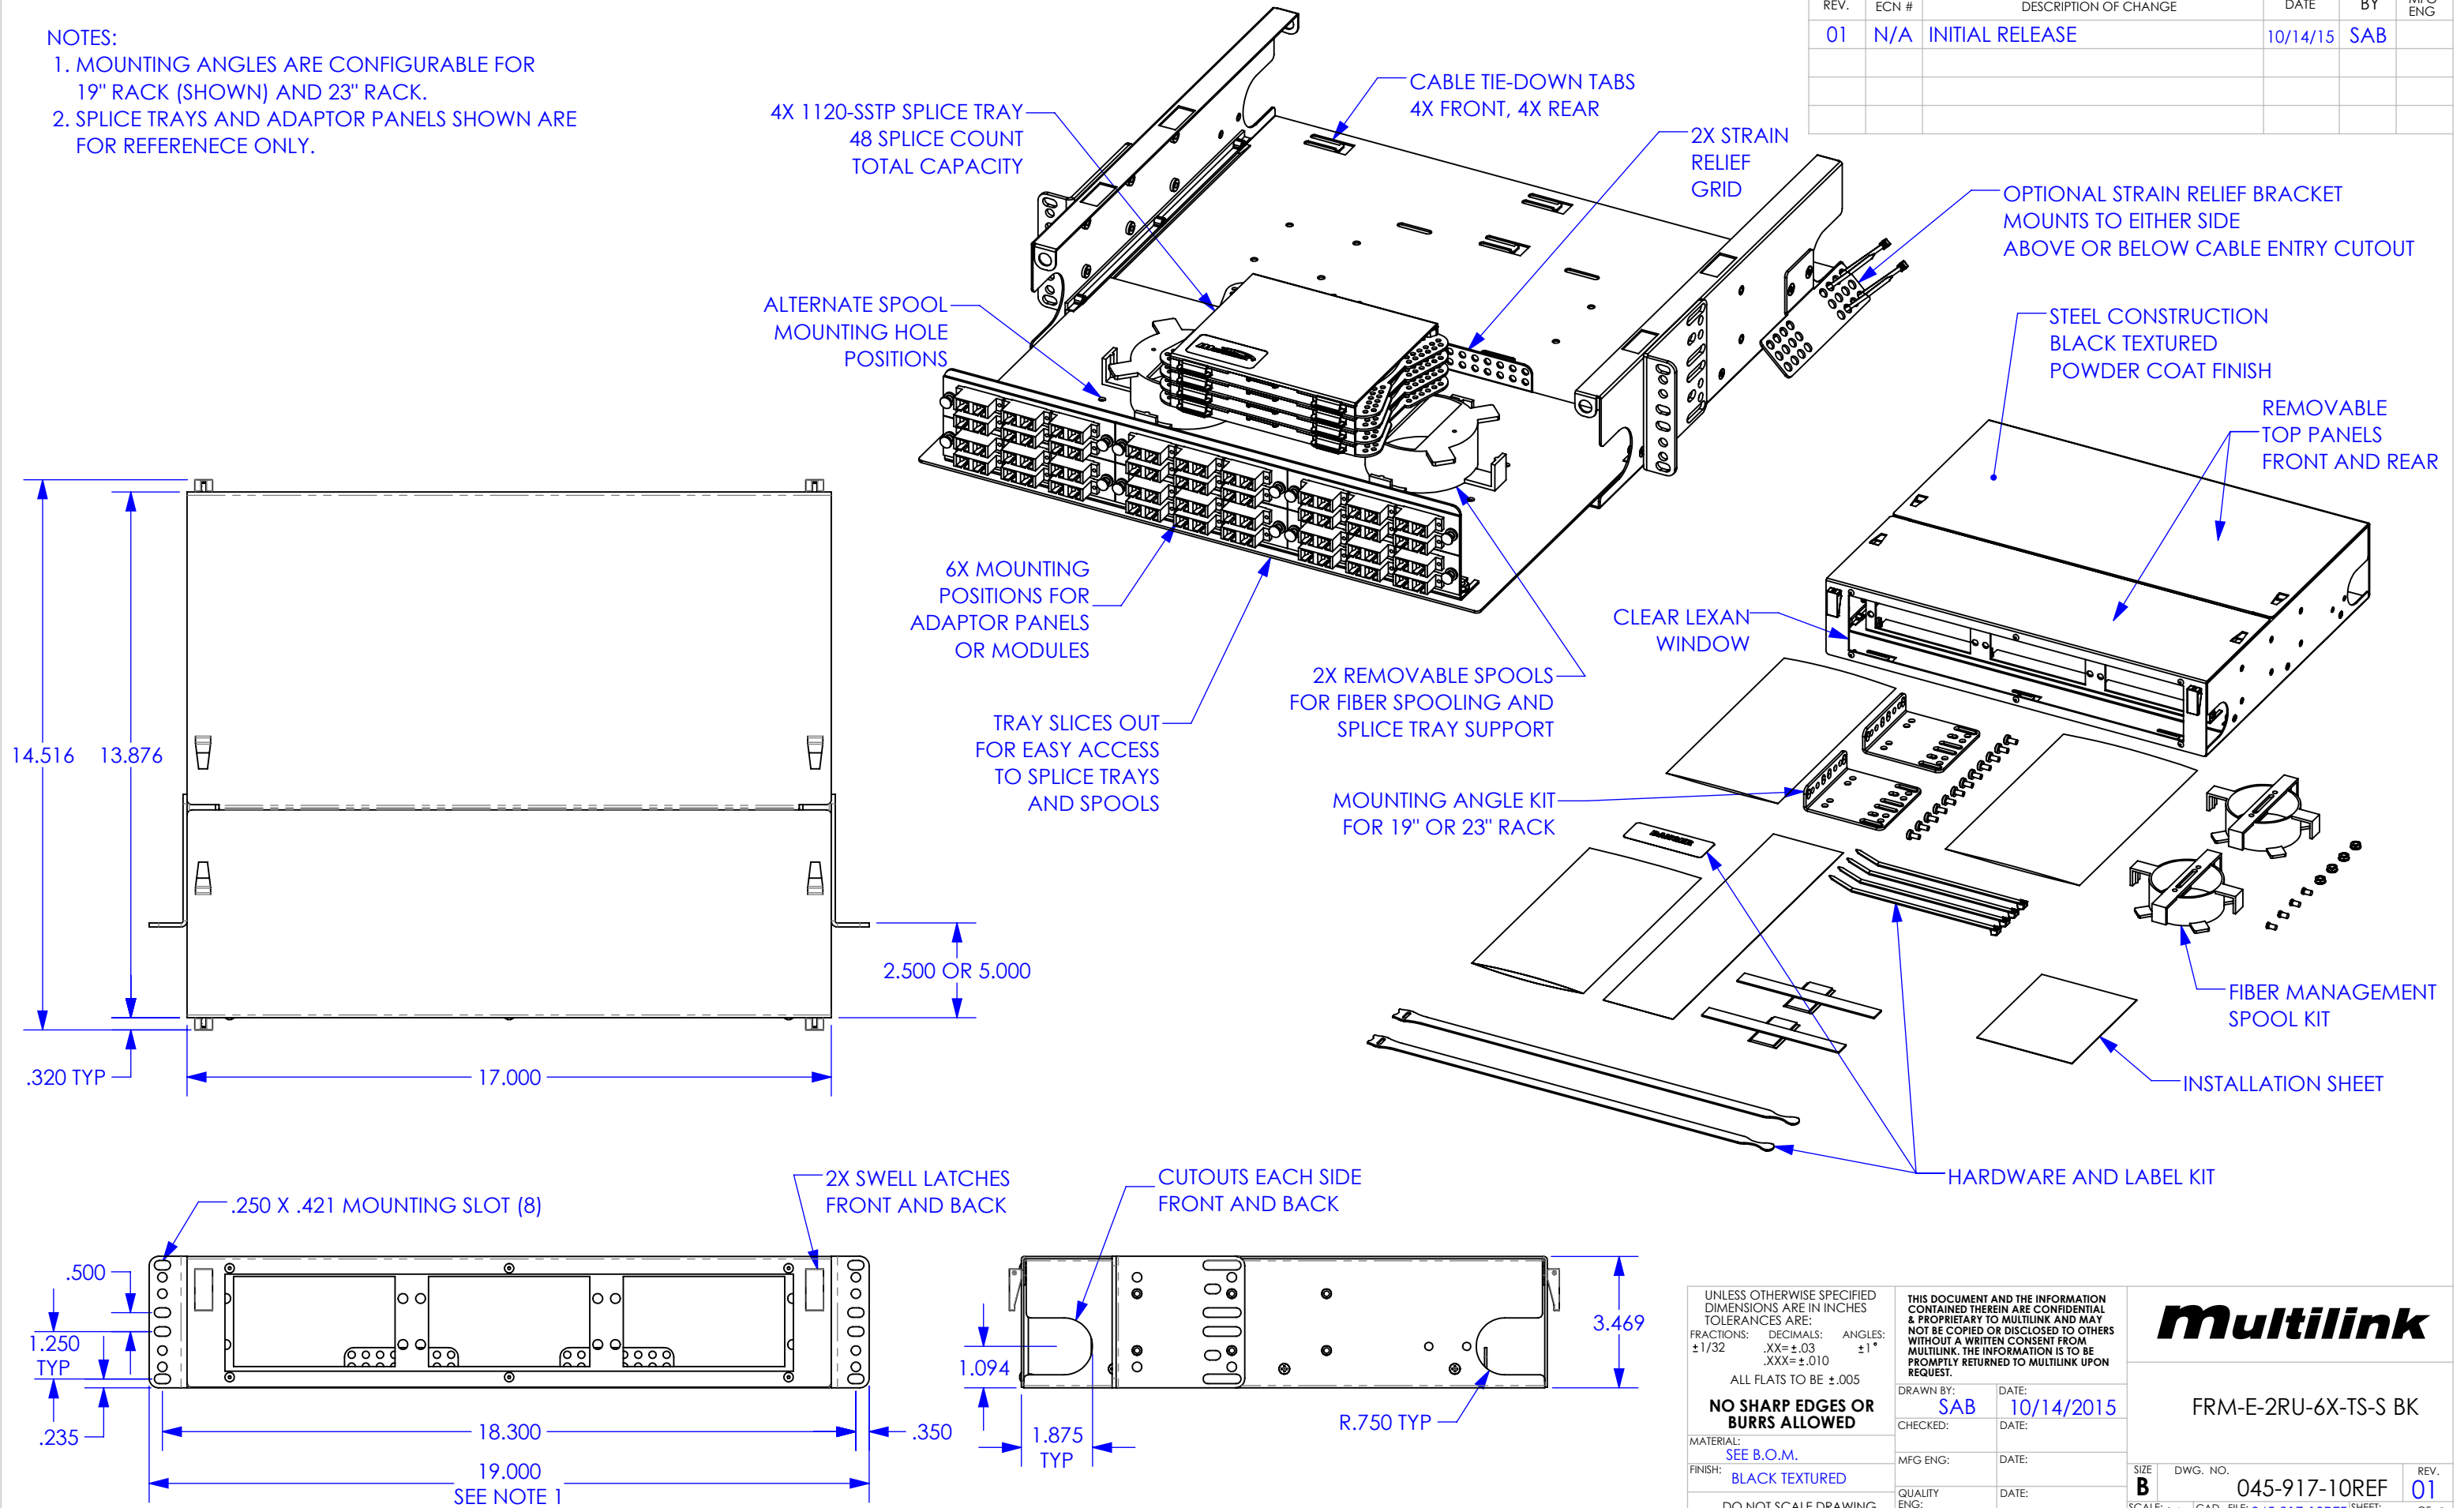 NOTES:
1. MOUNTING ANGLES ARE CONFIGURABLE FOR
19" RACK (SHOWN) AND 23" RACK.
2. SPLICE TRAYS AND ADAPTOR PANELS SHOWN ARE
FOR REFERENECE ONLY.
REV.
ECN #
DESCRIPTION OF CHANGE
DATE
BY
ENG
01
N/A
INITIAL RELEASE
10/14/15
SAB
4X 1120-SSTP SPLICE TRAY
48 SPLICE COUNT
TOTAL CAPACITY
CABLE TIE-DOWN TABS
4X FRONT, 4X REAR
2X STRAIN
RELIEF
GRID
OPTIONAL STRAIN RELIEF BRACKET
MOUNTS TO EITHER SIDE
ABOVE OR BELOW CABLE ENTRY CUTOUT
ALTERNATE SPOOL
MOUNTING HOLE
POSITIONS
STEEL CONSTRUCTION
BLACK TEXTURED
POWDER COAT FINISH
REMOVABLE
TOP PANELS
FRONT AND REAR
6X MOUNTING
POSITIONS FOR
ADAPTOR PANELS
OR MODULES
CLEAR LEXAN
WINDOW
2X REMOVABLE SPOOLS
FOR FIBER SPOOLING AND
SPLICE TRAY SUPPORT
TRAY SLICES OUT
FOR EASY ACCESS
TO SPLICE TRAYS
AND SPOOLS
MOUNTING ANGLE KIT
FOR 19" OR 23" RACK
14.516
13.876
2.500 OR 5.000
.320 TYP
17.000
DANGER
FIBER MANAGEMENT
SPOOL KIT
INSTALLATION SHEET
HARDWARE AND LABEL KIT
.250 X .421 MOUNTING SLOT (8)
2X SWELL LATCHES
FRONT AND BACK
CUTOUTS EACH SIDE
FRONT AND BACK
.500
1.250
TYP
.235
18.300
.350
19.000
SEE NOTE 1
1.094
1.875
TYP
R.750 TYP
3.469
UNLESS OTHERWISE SPECIFIED
DIMENSIONS ARE IN INCHES
TOLERANCES ARE:
FRACTIONS: DECIMALS: ANGLES:
±1/32 .XX=±.03 ±1°
.XXX=±.010
ALL FLATS TO BE ±.005
NO SHARP EDGES OR
BURRS ALLOWED
MATERIAL:
SEE B.O.M.
FINISH:
BLACK TEXTURED
DO NOT SCALE DRAWING
THIS DOCUMENT AND THE INFORMATION
CONTAINED THEREIN ARE CONFIDENTIAL
& PROPRIETARY TO MULTILINK AND MAY
NOT BE COPIED OR DISCLOSED TO OTHERS
WITHOUT A WRITTEN CONSENT FROM
MULTILINK. THE INFORMATION IS TO BE
PROMPTLY RETURNED TO MULTILINK UPON
REQUEST.
DRAWN BY:
SAB
DATE:
10/14/2015
CHECKED:
DATE:
MFG ENG:
DATE:
QUALITY
ENG:
DATE:
multilink
FRM-E-2RU-6X-TS-S BK
SIZE
B
DWG. NO.
045-917-10REF
REV.
01